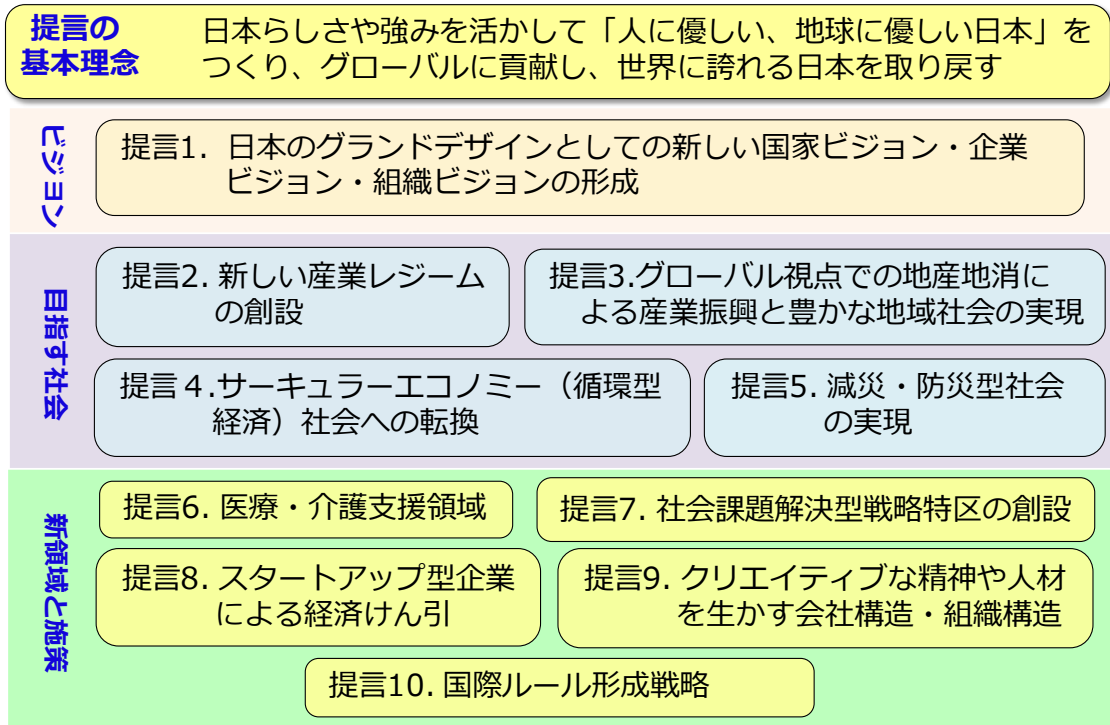 提言の
基本理念
日本らしさや強みを活かして「人に優しい、地球に優しい日本」を
つくり、グローバルに貢献し、世界に誇れる日本を取り戻す
ビジョン
提言1. 日本のグランドデザインとしての新しい国家ビジョン・企業
ビジョン・組織ビジョンの形成
目指す社会
提言2. 新しい産業レジーム
の創設
提言3.グローバル視点での地産地消に
よる産業振興と豊かな地域社会の実現
提言４.サーキュラーエコノミー（循環型
経済）社会への転換
提言5. 減災・防災型社会
の実現
新領域と施策
提言6. 医療・介護支援領域
提言7. 社会課題解決型戦略特区の創設
提言8. スタートアップ型企業
による経済けん引
提言9. クリエイティブな精神や人材
を生かす会社構造・組織構造
提言10. 国際ルール形成戦略